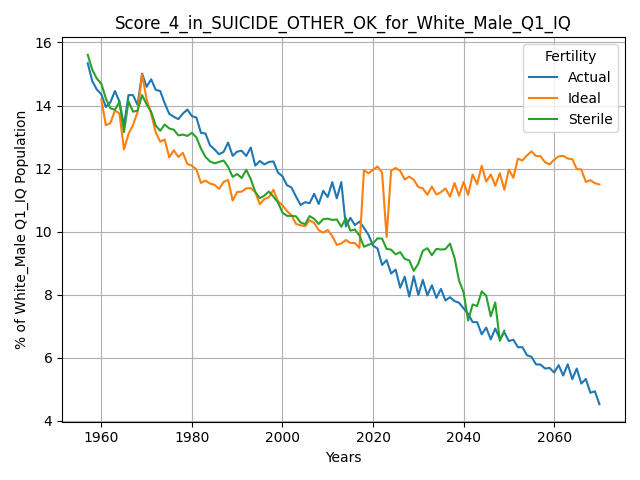 Score_4_in_SUICIDE_OTHER_OK_for_White_Male_Q1_IQ
Fertility
Actual
Ideal
Sterile
% of White_Male Q1_IQ Population
16
14
12
10
8
6
4
1960
1980
2000
2020
2040
2060
Years